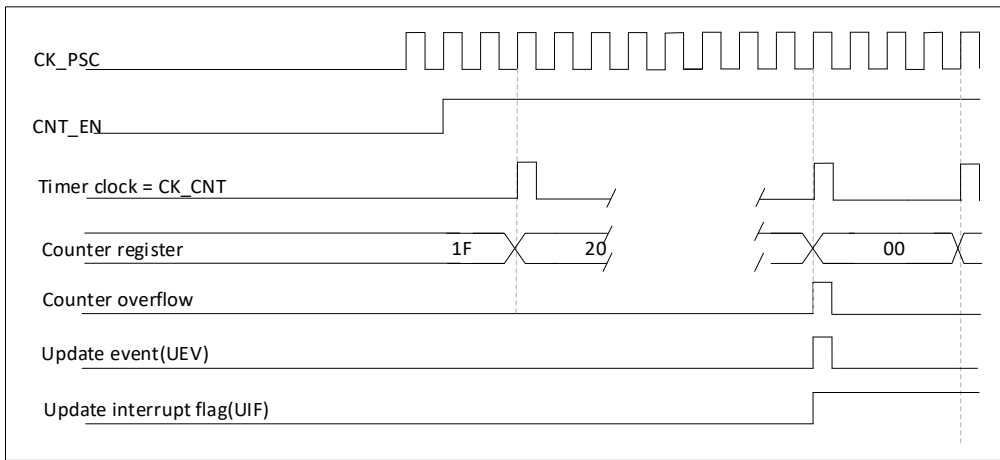 CK_PSC
CNT_EN
Timer clock = CK_CNT
Counter register 1F 20 00
Counter overflow
Update event(UEV)
Update interrupt flag(UIF)